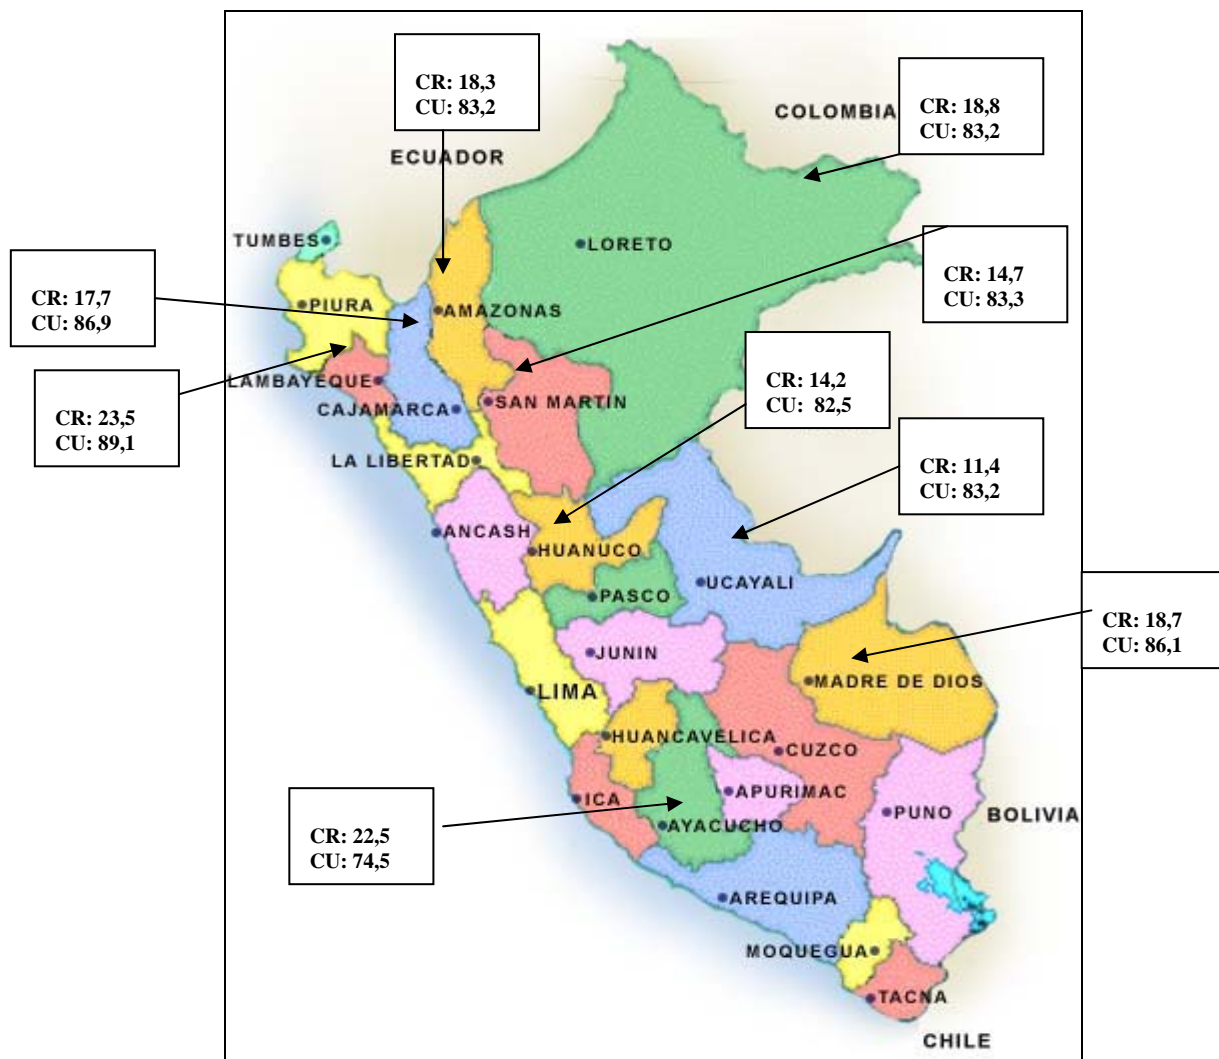 CR: 18,3
CU: 83,2
CR: 18,8
CU: 83,2
COLOMBIA
ECUADOR
TUMBES
LORETO
CR: 17,7
CU: 86,9
CR: 14,7
CU: 83,3
PIURA
AMAZONAS
CR: 14,2
CU: 82,5
LAMBAYEQUE
CR: 23,5
CU: 89,1
CAJAMARCA
SAN MARTIN
LA LIBERTAD
CR: 11,4
CU: 83,2
ANCASH
HUANUCO
UCAYALI
PASCO
CR: 18,7
CU: 86,1
JUNIN
MADRE DE DIOS
LIMA
HUANCAVELICA
CUZCO
ICA
APURIMAC
PUNO
BOLIVIA
CR: 22,5
CU: 74,5
AYACUCHO
AREQUIPA
MOQUEGUA
TACNA
CHILE